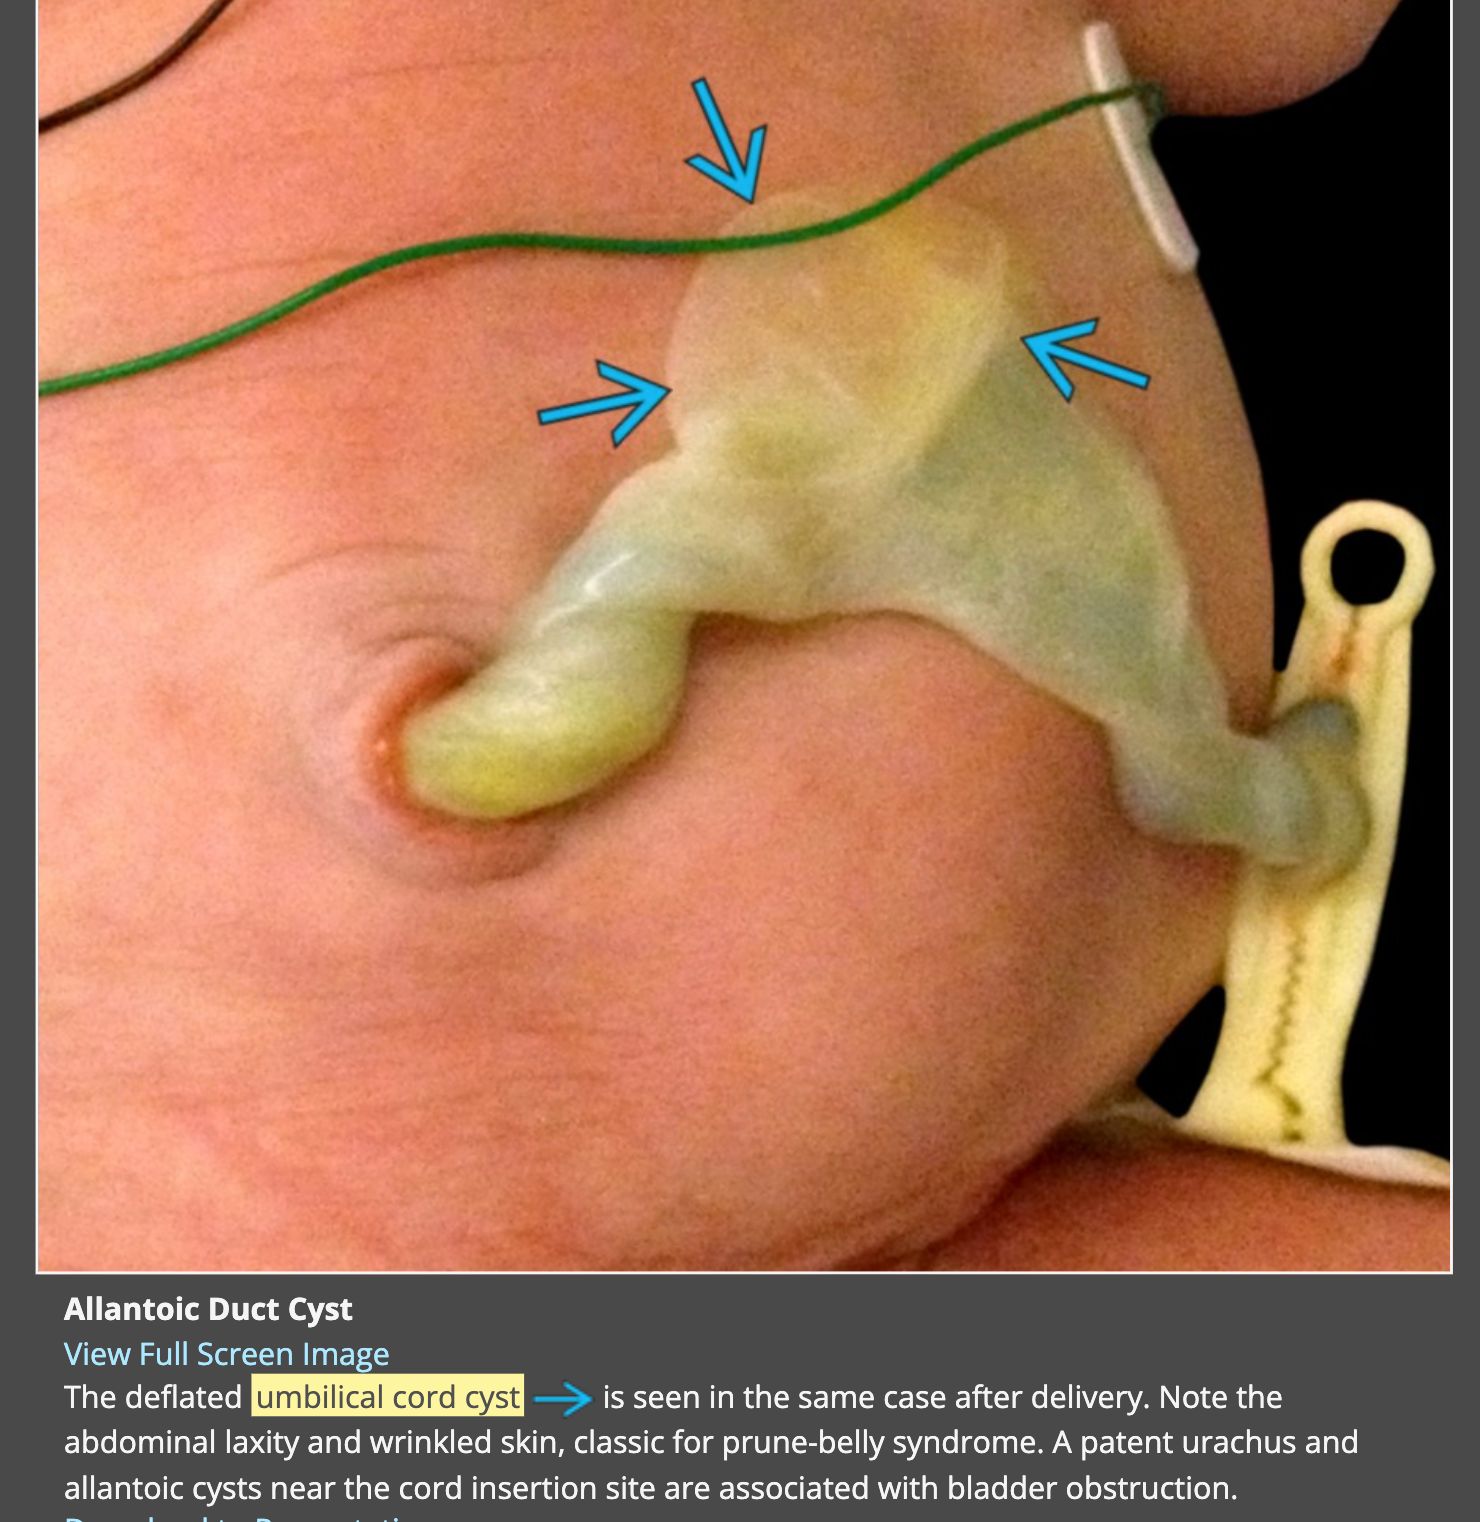 Allantoic Duct Cyst
View Full Screen Image
The deflated umbilical cord cyst is seen in the same case after delivery. Note the
abdominal laxity and wrinkled skin, classic for prune-belly syndrome. A patent urachus and
allantoic cysts near the cord insertion site are associated with bladder obstruction.